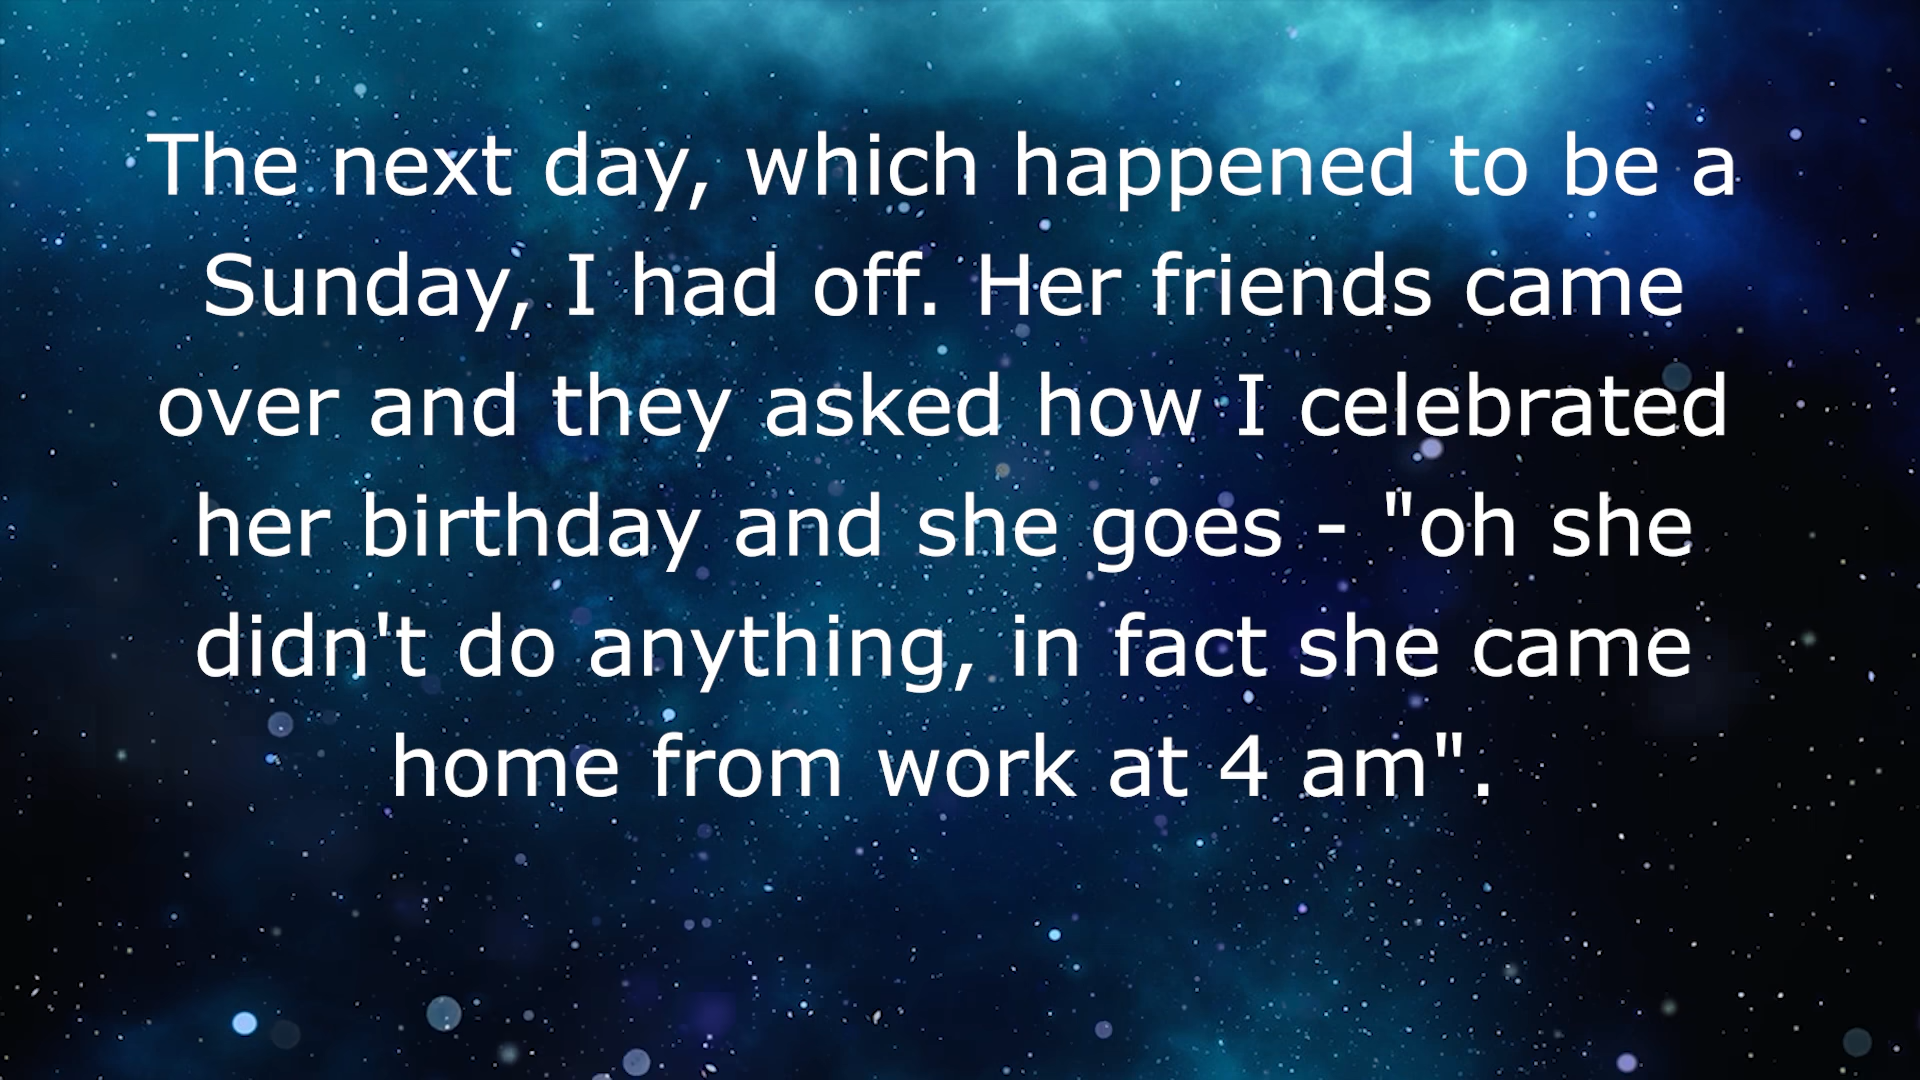 The next day, which happened to be a
Sunday, I had off. Her friends came
over and they asked how I celebrated
her birthday and she goes - "oh she
didn't do anything, in fact she came
home from work at 4 am".